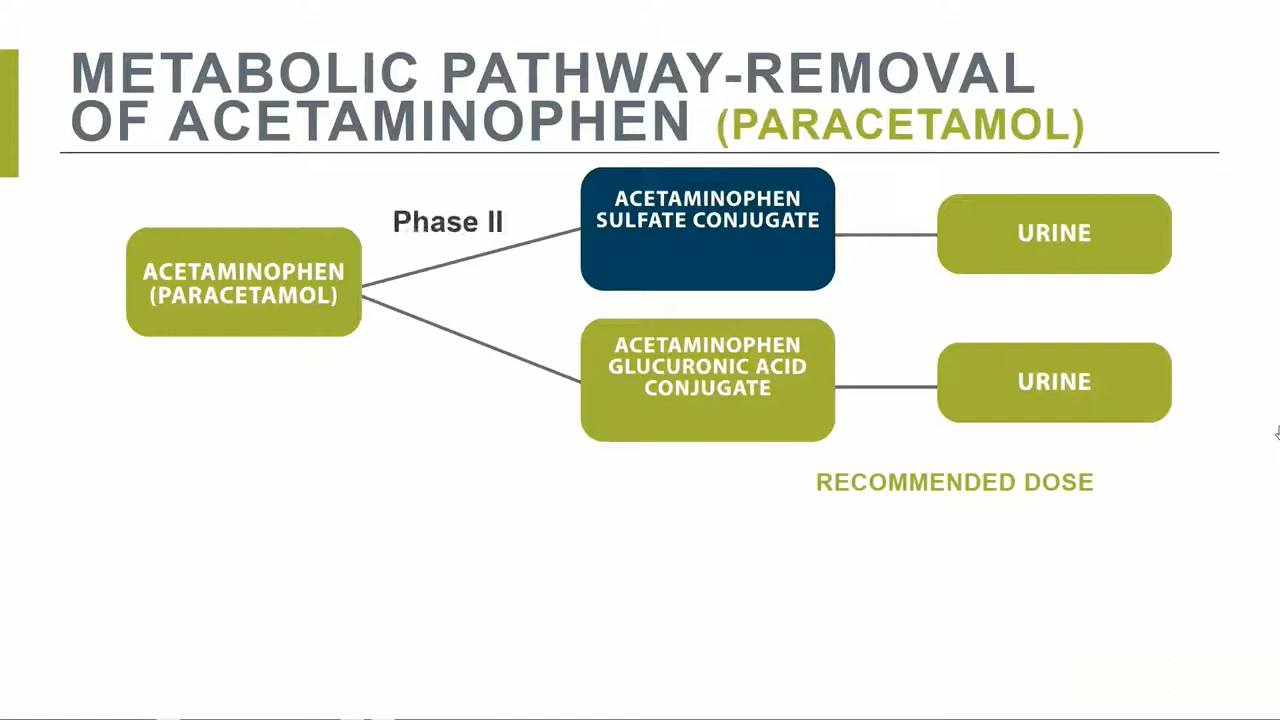 METABOLIC PATHWAY-REMOVAL
OF ACETAMINOPHEN (PARACETAMOL)
Phase II
ACETAMINOPHEN
(PARACETAMOL)
ACETAMINOPHEN
SULFATE CONJUGATE
URINE
ACETAMINOPHEN
GLUCURONIC ACID
CONJUGATE
URINE
RECOMMENDED DOSE